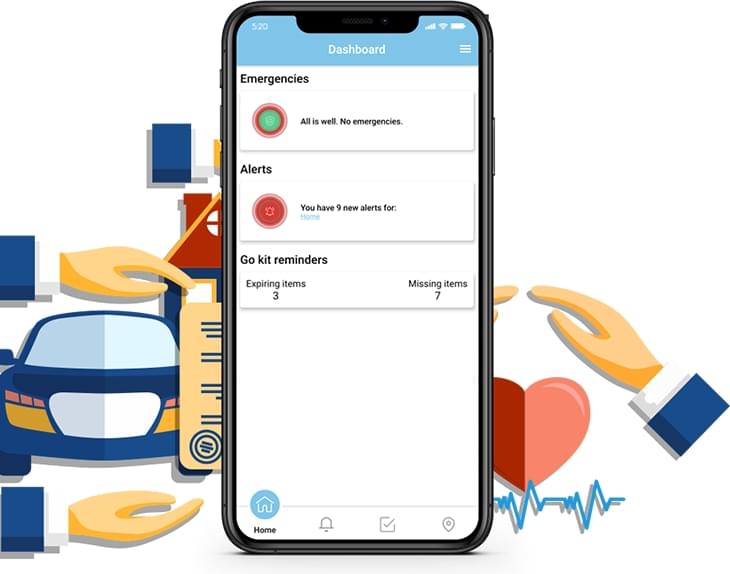 5:20
Dashboard
Emergencies
All is well. No emergencies.
Alerts
You have 9 new alerts for:
Home
Go kit reminders
Expiring items Missing items
3 7
Home